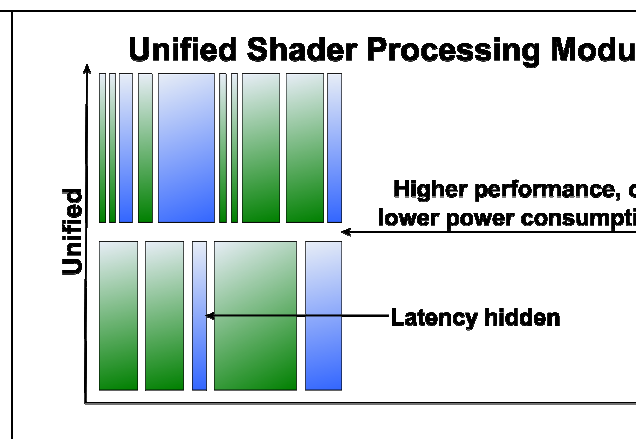 Unified Shader Processing Modu
Higher performance,
lower power consumpti
Unified
Latency hidden